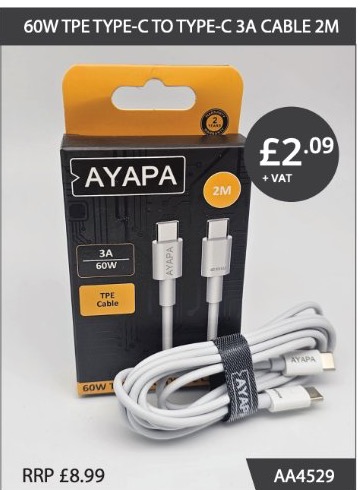 60W TPE TYPE-C TO TYPE-C 3A CABLE 2M
2
£2.09
+ VAT
AYAPA
2M
3A
60W
TPE
Cable
AYAPA
60W T
AYAPA
AYAPA
RRP £8.99
AA4529